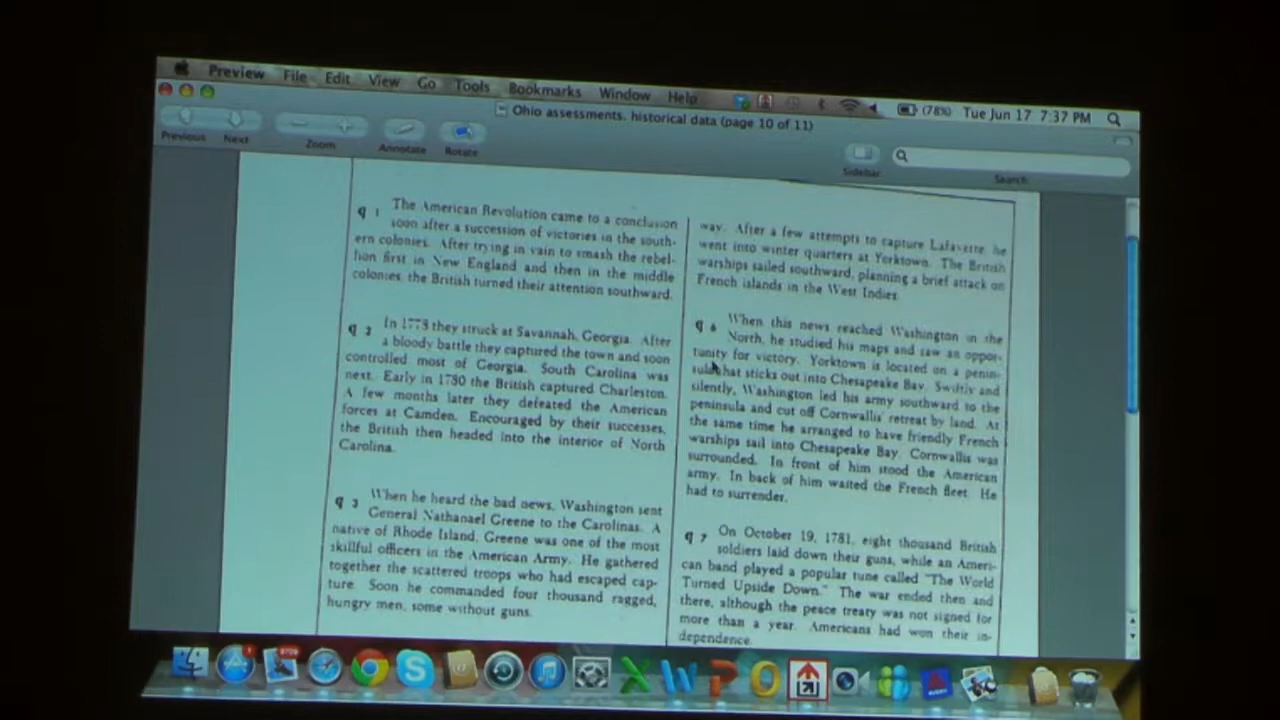 Preview File Edit View Go Tools Bookmarks Window Help (78%) Tue Jun 17 7:37 PM
Ohio assessments. historical data (page 10 of 11)
Previous Next Zoom Annotate Rotate Sidebar Search
q 1 The American Revolution came to a conclusion
soon after a succession of victories in the south-
ern colonies. After trying in vain to smash the rebel-
lion first in New England and then in the middle
colonies, the British turned their attention southward.
q 2 In 1778 they struck at Savannah, Georgia. After
a bloody battle they captured the town and soon
controlled most of Georgia. South Carolina was
next. Early in 1780 the British captured Charleston.
A few months later they defeated the American
forces at Camden. Encouraged by their successes,
the British then headed into the interior of North
Carolina.
q 3 When he heard the bad news, Washington sent
General Nathanael Greene to the Carolinas. A
native of Rhode Island, Greene was one of the most
skillful officers in the American Army. He gathered
together the scattered troops who had escaped cap-
ture. Soon he commanded four thousand ragged,
hungry men, some without guns.
way. After a few attempts to capture Lafayette he
went into winter quarters at Yorktown. The British
warships sailed southward, planning a brief attack on
French islands in the West Indies.
q 6 When this news reached Washington in the
North, he studied his maps and saw an oppor-
tunity for victory. Yorktown is located on a penin-
sula that sticks out into Chesapeake Bay. Swiftly and
silently, Washington led his army southward to the
peninsula and cut off Cornwallis' retreat by land. At
the same time he arranged to have friendly French
warships sail into Chesapeake Bay. Cornwallis was
surrounded. In front of him stood the American
army. In back of him waited the French fleet. He
had to surrender.
q 7 On October 19, 1781, eight thousand British
soldiers laid down their guns, while an Ameri-
can band played a popular tune called "The World
Turned Upside Down." The war ended then and
there, although the peace treaty was not signed for
more than a year. Americans had won their in-
dependence.